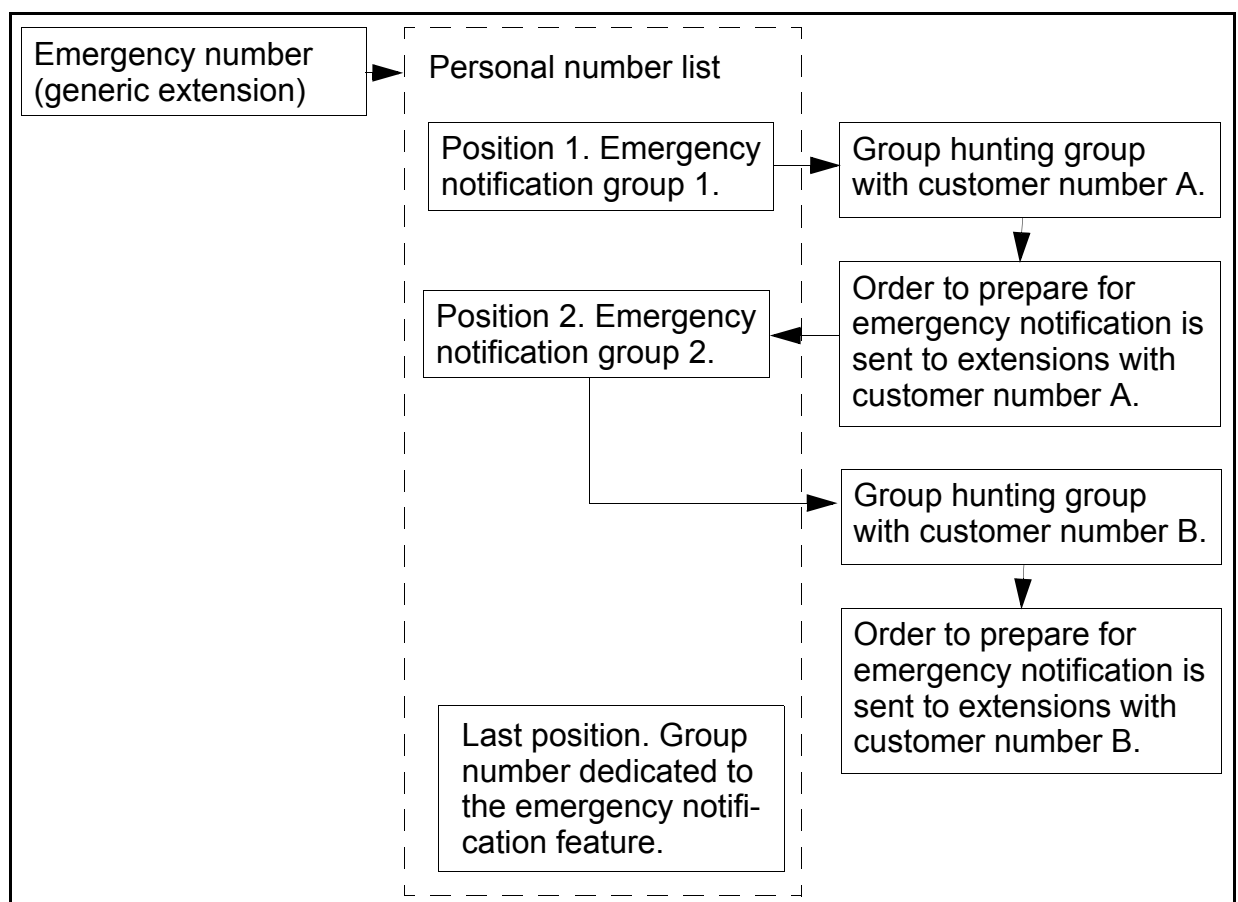 Emergency number
(generic extension)
Personal number list
Position 1. Emergency
notification group 1.
Group hunting group
with customer number A.
Order to prepare for
emergency notification is
sent to extensions with
customer number A.
Position 2. Emergency
notification group 2.
Group hunting group
with customer number B.
Order to prepare for
emergency notification is
sent to extensions with
customer number B.
Last position. Group
number dedicated to
the emergency notifi-
cation feature.